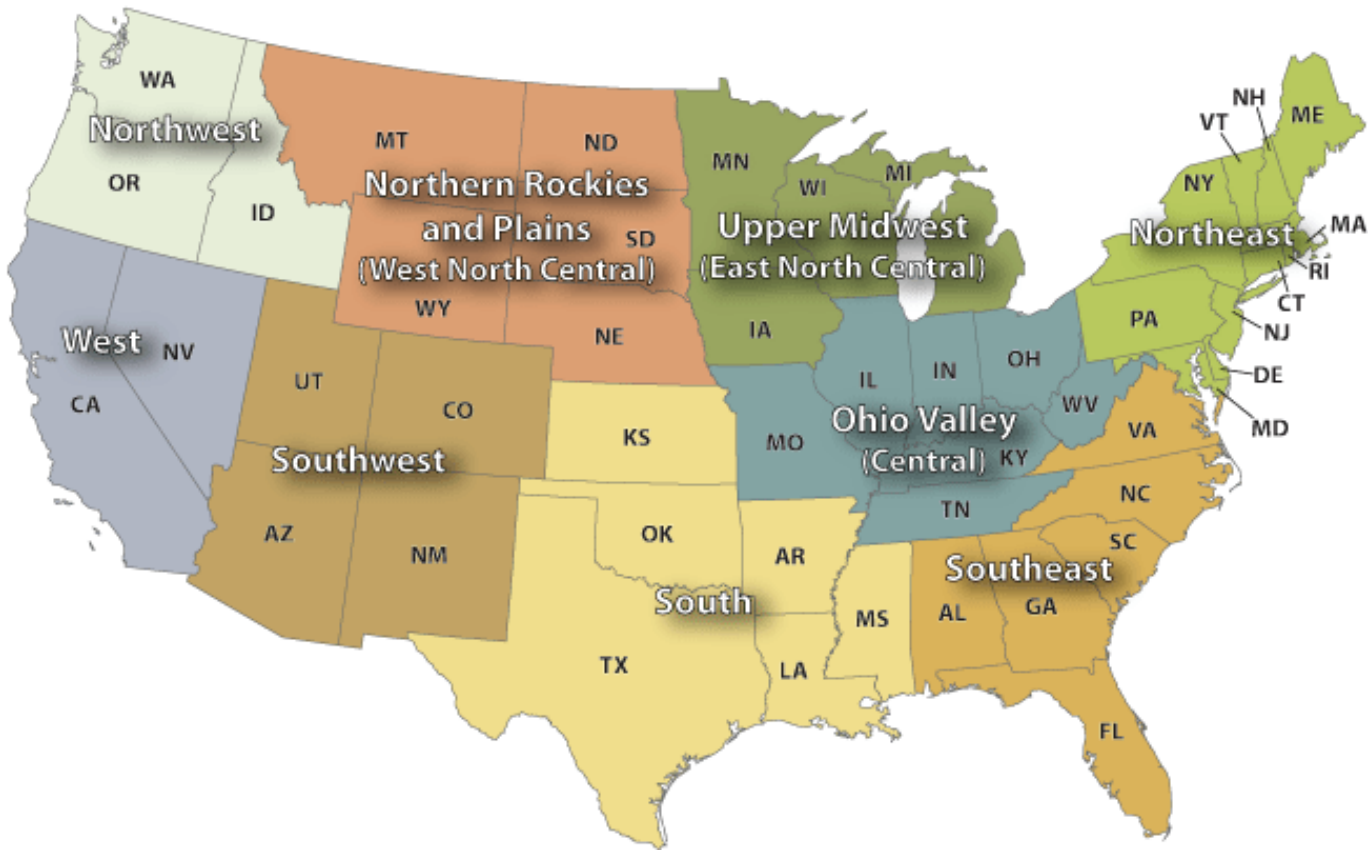 WA
Northwest
OR
ID
MT
ND
Northern Rockies
and Plains
(West North Central)
SD
WY
NE
MN
WI
MI
Upper Midwest
(East North Central)
IA
ME
NH
VT
NY
Northeast
MA
RI
CT
PA
NJ
DE
MD
West
NV
CA
UT
CO
Southwest
AZ
NM
KS
OK
AR
South
TX
LA
MS
IL
IN
OH
WV
Ohio Valley
(Central)
MO
KY
TN
VA
NC
SC
Southeast
AL
GA
FL